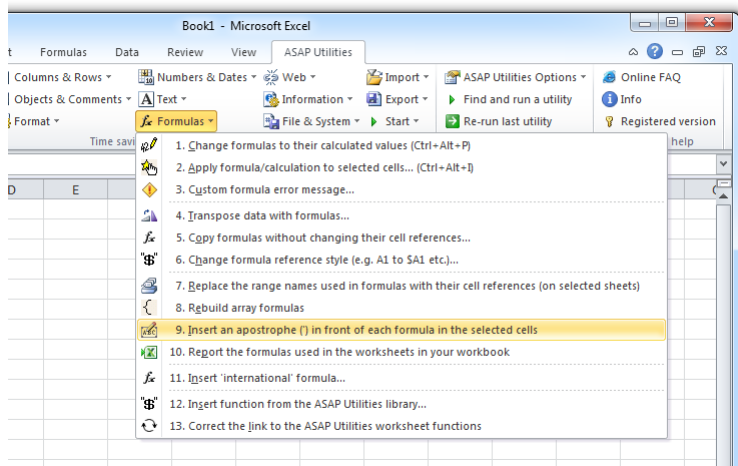 Book1 - Microsoft Excel
t Formulas Data Review View ASAP Utilities
Columns & Rows Numbers & Dates Web Import ASAP Utilities Options Online FAQ
Objects & Comments Text Information Export Find and run a utility Info
Format Formulas File & System Start Re-run last utility Registered version
Time savi help
1. Change formulas to their calculated values (Ctrl+Alt+P)
2. Apply formula/calculation to selected cells... (Ctrl+Alt+I)
3. Custom formula error message...
4. Transpose data with formulas...
5. Copy formulas without changing their cell references...
6. Change formula reference style (e.g. A1 to $A1 etc.)...
7. Replace the range names used in formulas with their cell references (on selected sheets)
8. Rebuild array formulas
9. Insert an apostrophe (') in front of each formula in the selected cells
10. Report the formulas used in the worksheets in your workbook
11. Insert 'international' formula...
12. Insert function from the ASAP Utilities library...
13. Correct the link to the ASAP Utilities worksheet functions
D E